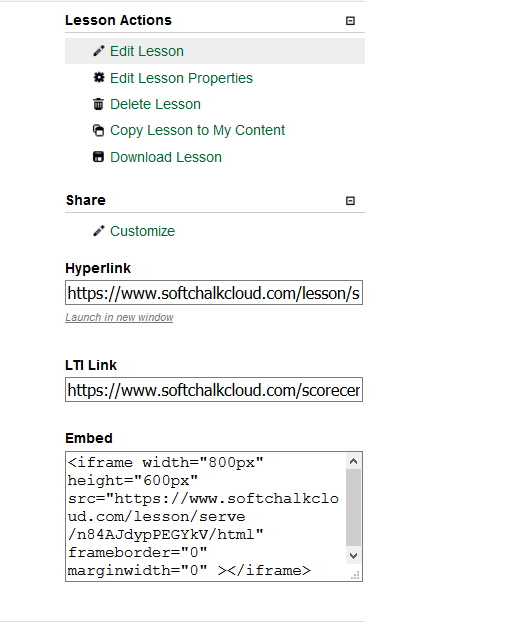 Lesson Actions
Edit Lesson
Edit Lesson Properties
Delete Lesson
Copy Lesson to My Content
Download Lesson
Share
Customize
Hyperlink
https://www.softchalkcloud.com/lesson/s
Launch in new window
LTI Link
https://www.softchalkcloud.com/scorecer
Embed
<iframe width="800px"
height="600px"
src="https://www.softchalkclo
ud.com/lesson/serve
/n84AJdypPEGYkV/html"
frameborder="0"
marginwidth="0" ></iframe>